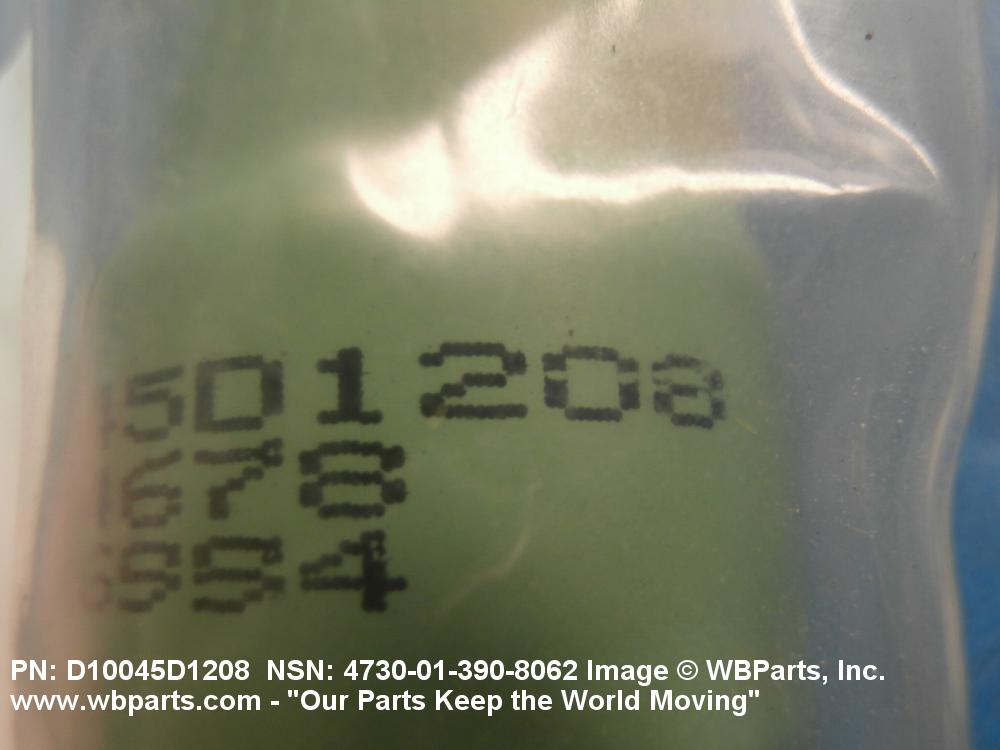 5D1208
678
994
PN: D10045D1208 NSN: 4730-01-390-8062 Image © WBParts, Inc.
www.wbparts.com - "Our Parts Keep the World Moving"